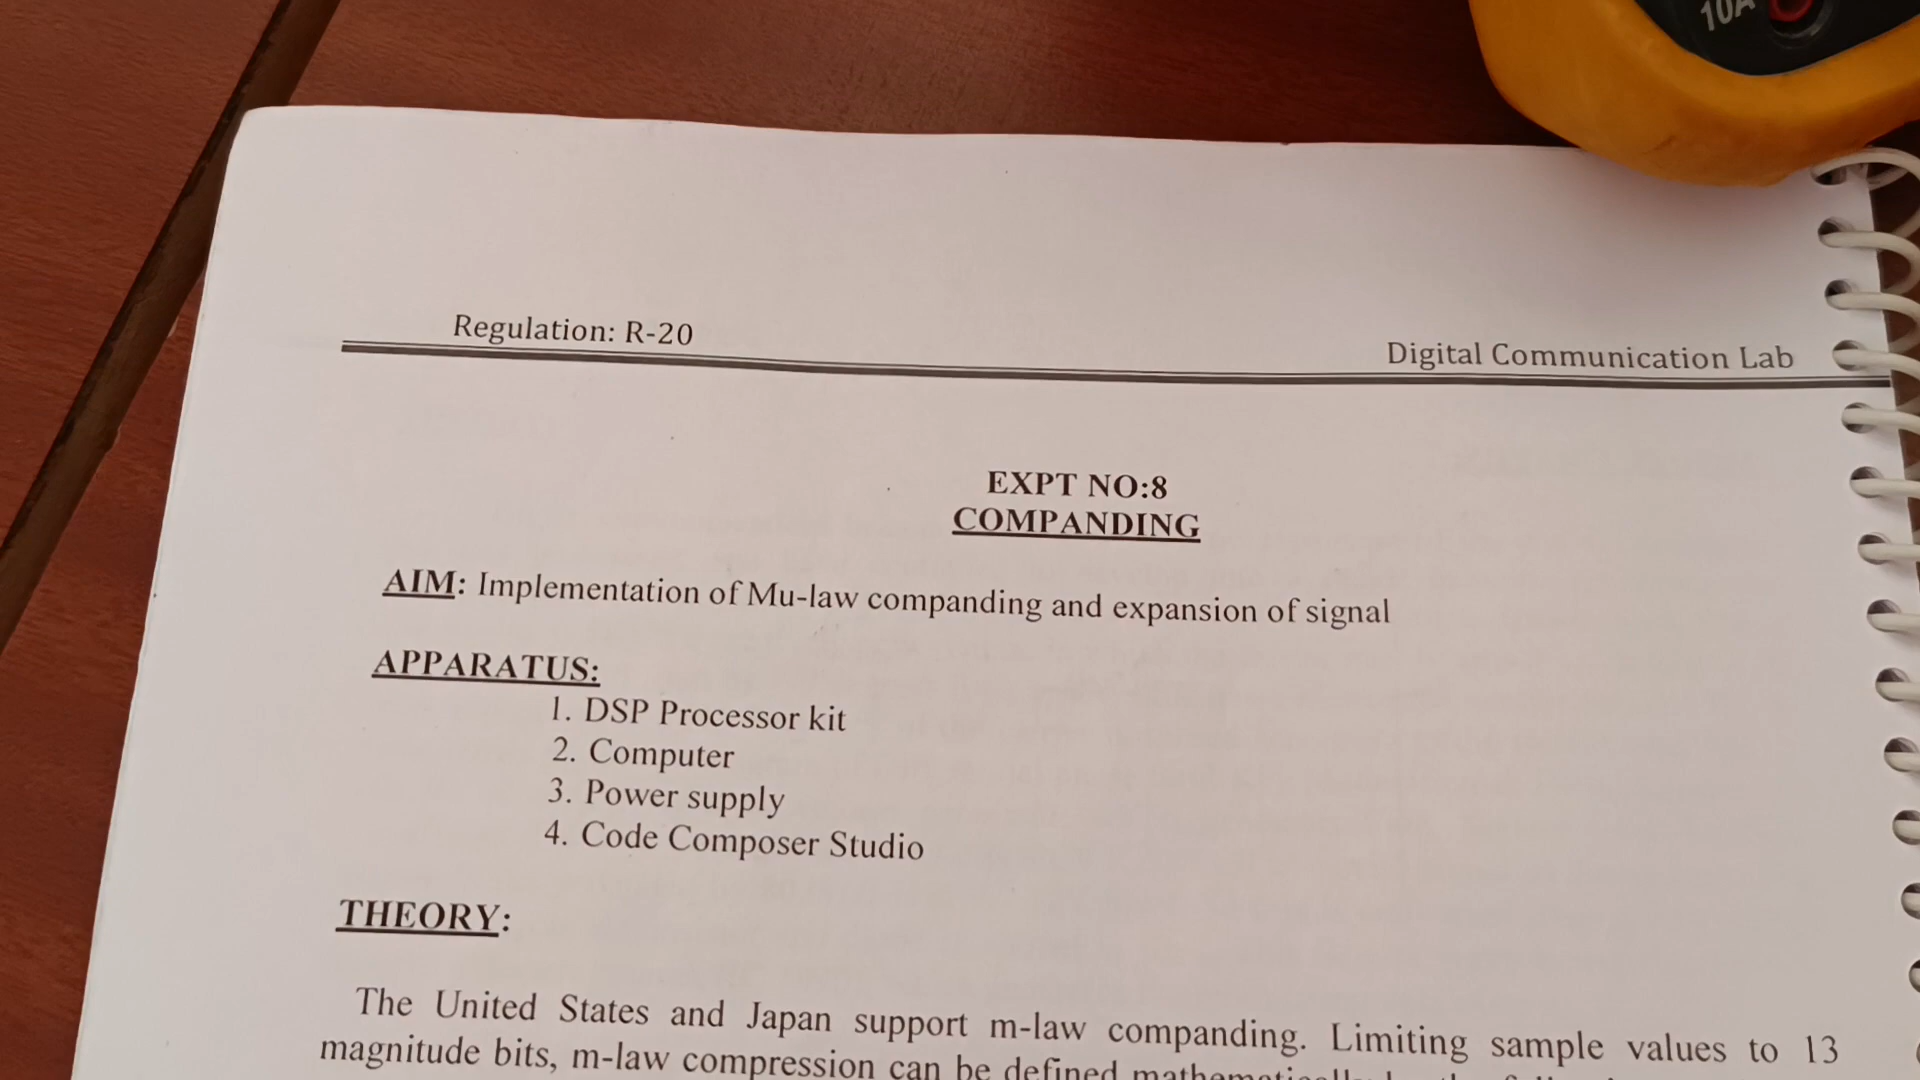 10A
Regulation: R-20
Digital Communication Lab
EXPT NO:8
COMPANDING
AIM: Implementation of Mu-law companding and expansion of signal
APPARATUS:
1. DSP Processor kit
2. Computer
3. Power supply
4. Code Composer Studio
THEORY:
The United States and Japan support m-law companding. Limiting sample values to 13
magnitude bits, m-law compression can be defined mathematically